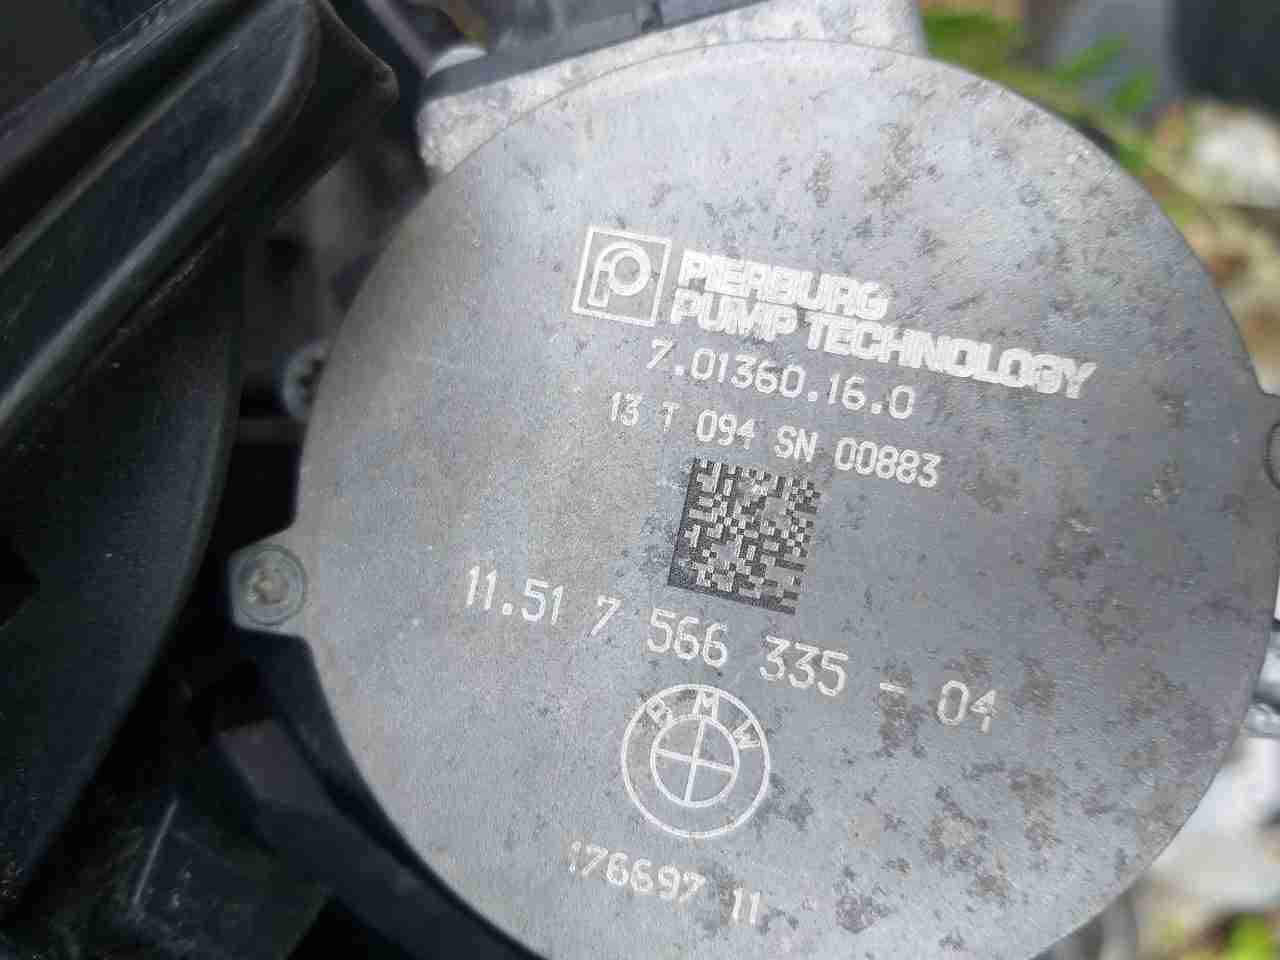 PIERBURG
PUMP TECHNOLOGY
7.01360.16.0
13 T 094 SN 00883
11.51 7 566 335 - 04
BMW
176697 11